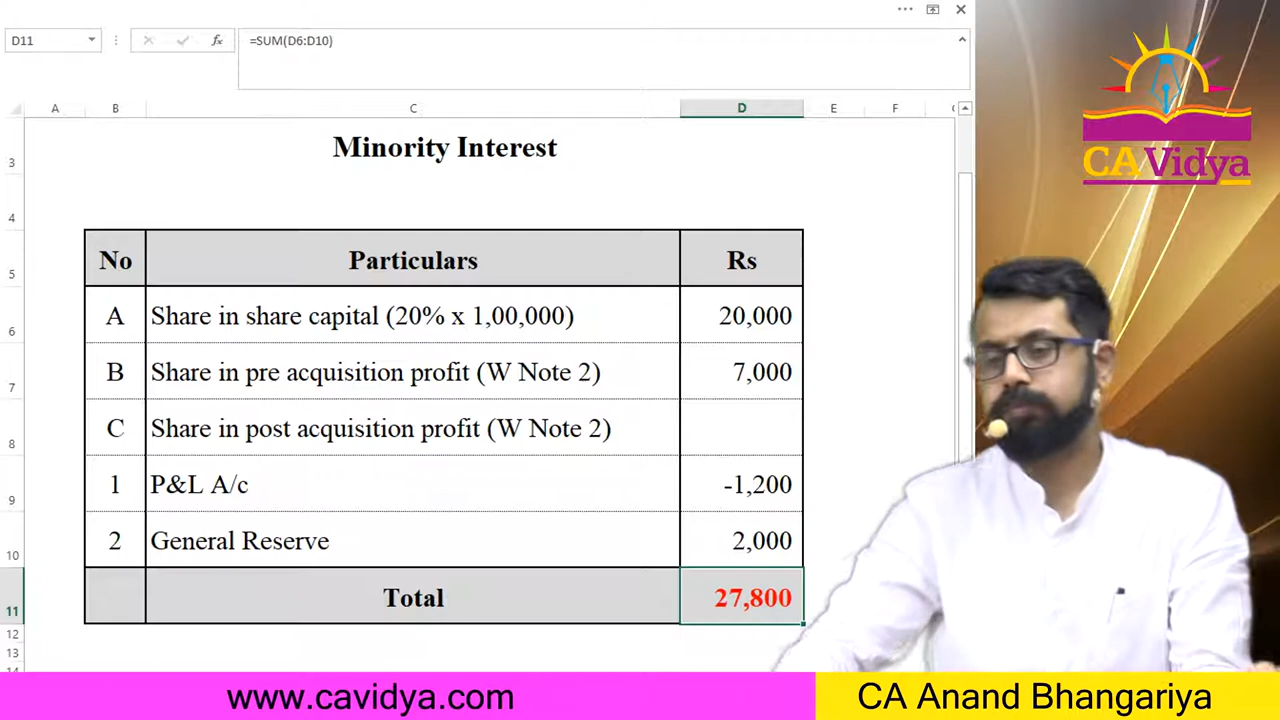 D11
fx
=SUM(D6:D10)
A B C D E F
3 Minority Interest
4
5 No Particulars Rs
6 A Share in share capital (20% x 1,00,000) 20,000
7 B Share in pre acquisition profit (W Note 2) 7,000
8 C Share in post acquisition profit (W Note 2)
9 1 P&L A/c -1,200
10 2 General Reserve 2,000
11 Total 27,800
12
13
CA Vidya
www.cavidya.com
CA Anand Bhangariya